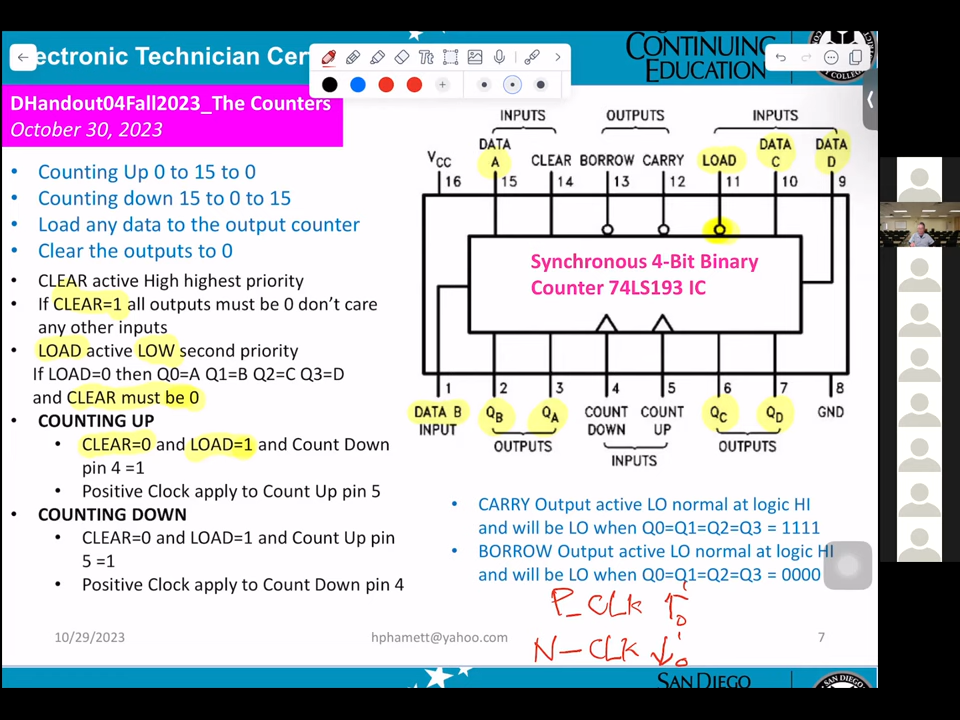 ectronic Technician Cer
CONTINUING
EDUCATION
DHandout04Fall2023_The Counters
October 30, 2023
• Counting Up 0 to 15 to 0
• Counting down 15 to 0 to 15
• Load any data to the output counter
• Clear the outputs to 0
• CLEAR active High highest priority
• If CLEAR=1 all outputs must be 0 don't care
any other inputs
• LOAD active LOW second priority
If LOAD=0 then Q0=A Q1=B Q2=C Q3=D
and CLEAR must be 0
• COUNTING UP
• CLEAR=0 and LOAD=1 and Count Down
pin 4 =1
• Positive Clock apply to Count Up pin 5
• COUNTING DOWN
• CLEAR=0 and LOAD=1 and Count Up pin
5 =1
• Positive Clock apply to Count Down pin 4
INPUTS OUTPUTS INPUTS
VCC DATA A CLEAR BORROW CARRY LOAD DATA C DATA D
16 15 14 13 12 11 10 9
Synchronous 4-Bit Binary
Counter 74LS193 IC
1 2 3 4 5 6 7 8
DATA B INPUT QB QA COUNT DOWN COUNT UP QC QD GND
OUTPUTS INPUTS OUTPUTS
• CARRY Output active LO normal at logic HI
and will be LO when Q0=Q1=Q2=Q3 = 1111
• BORROW Output active LO normal at logic HI
and will be LO when Q0=Q1=Q2=Q3 = 0000
P_CLK ↑ 1 0
N-CLK ↓ 1 0
10/29/2023 hphamett@yahoo.com 7
SAN DIEGO